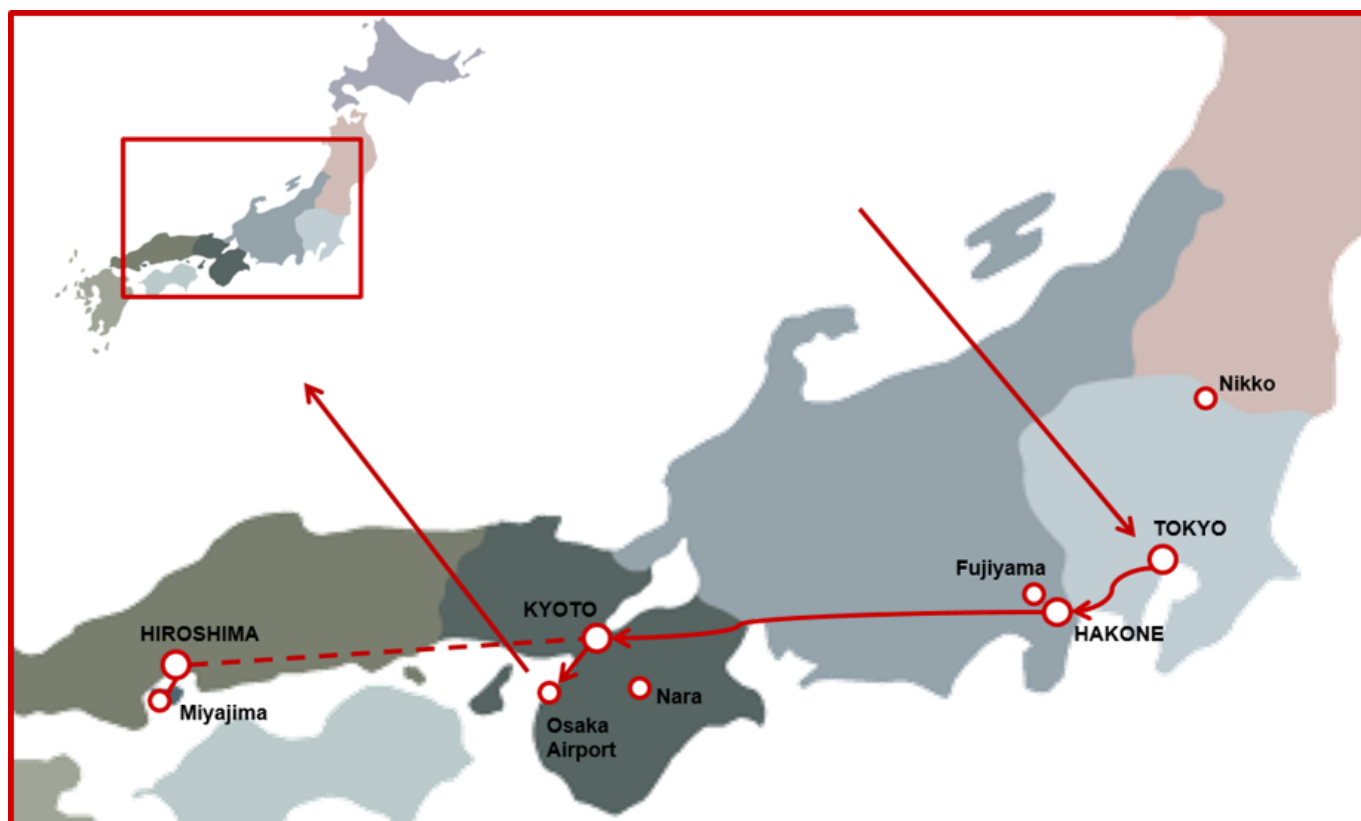 Nikko
TOKYO
Fujiyama
HAKONE
KYOTO
HIROSHIMA
Miyajima
Nara
Osaka
Airport